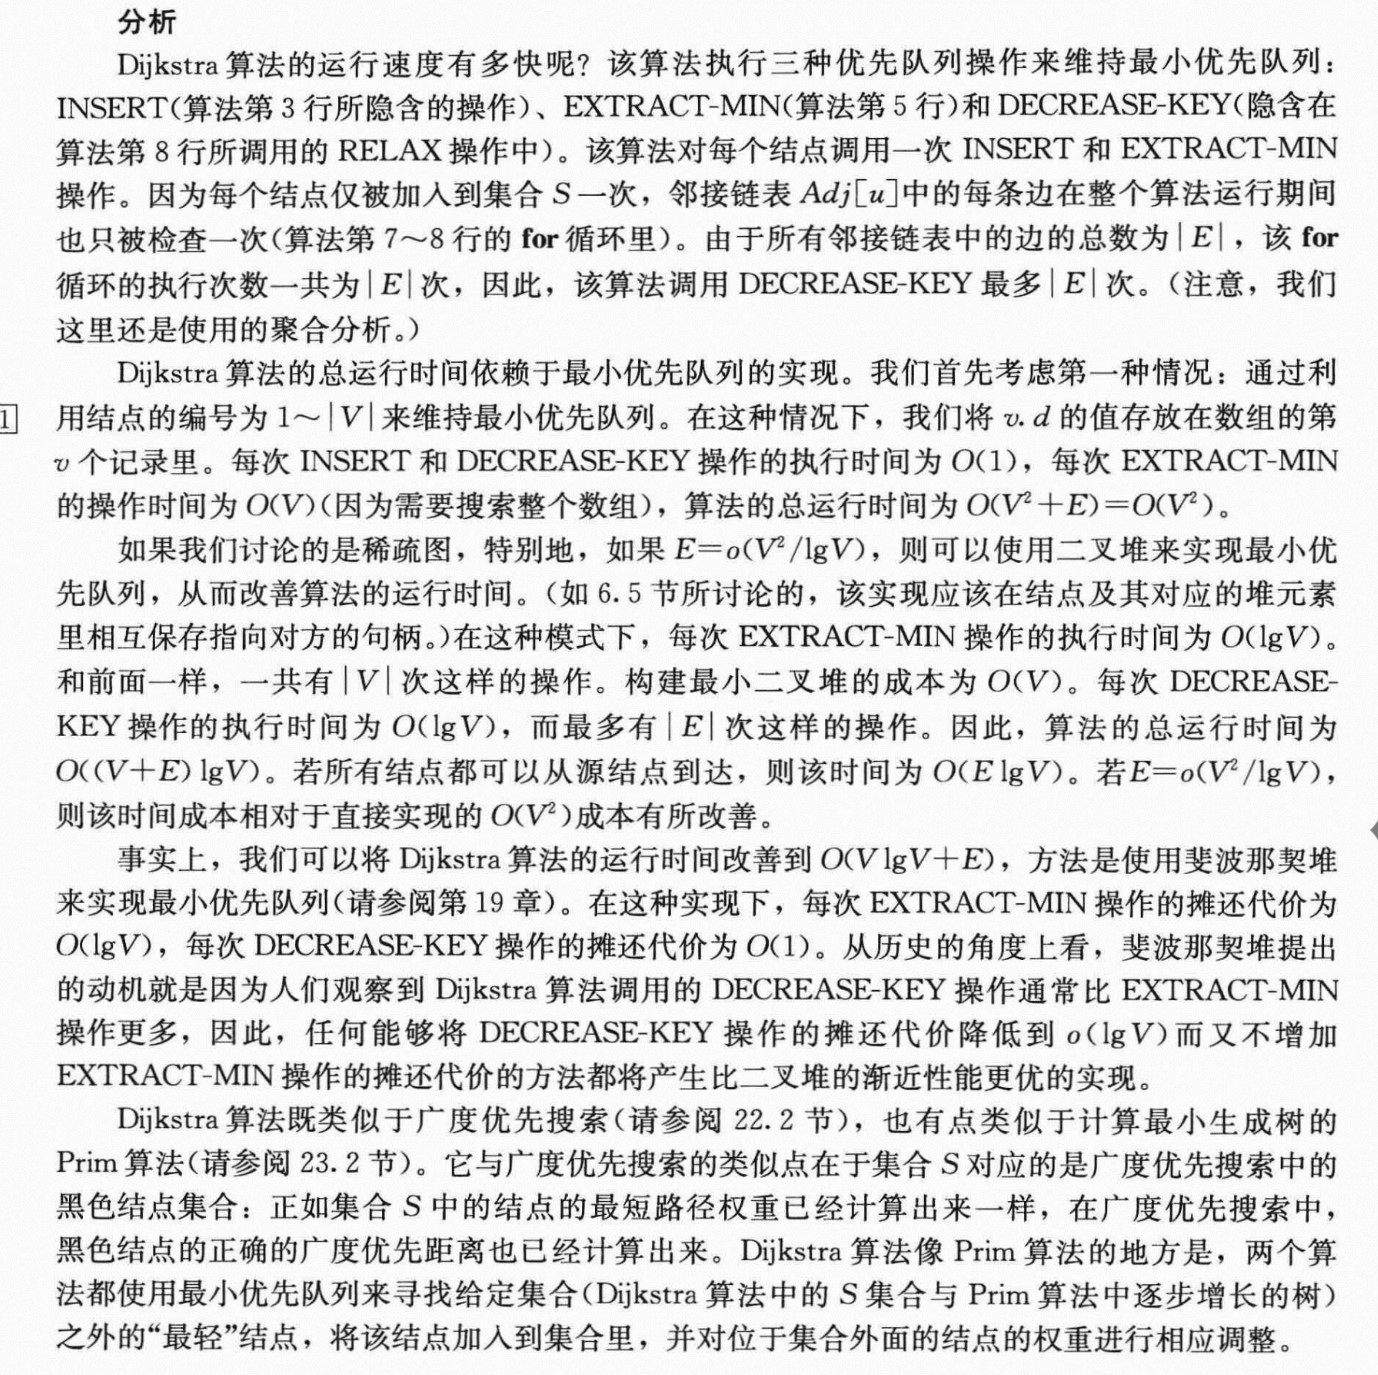 分析
Dijkstra 算法的运行速度有多快呢？该算法执行三种优先队列操作来维持最小优先队列：
INSERT(算法第 3 行所隐含的操作)、EXTRACT-MIN(算法第 5 行)和 DECREASE-KEY(隐含在
算法第 8 行所调用的 RELAX 操作中)。该算法对每个结点调用一次 INSERT 和 EXTRACT-MIN
操作。因为每个结点仅被加入到集合 S 一次，邻接链表 Adj[u]中的每条边在整个算法运行期间
也只被检查一次(算法第 7～8 行的 for 循环里)。由于所有邻接链表中的边的总数为|E|，该 for
循环的执行次数一共为|E|次，因此，该算法调用 DECREASE-KEY 最多|E|次。(注意，我们
这里还是使用的聚合分析。)
Dijkstra 算法的总运行时间依赖于最小优先队列的实现。我们首先考虑第一种情况：通过利
1
用结点的编号为 1～|V|来维持最小优先队列。在这种情况下，我们将 v.d 的值存放在数组的第
v 个记录里。每次 INSERT 和 DECREASE-KEY 操作的执行时间为 O(1)，每次 EXTRACT-MIN
的操作时间为 O(V)(因为需要搜索整个数组)，算法的总运行时间为 O(V²+E)=O(V²)。
如果我们讨论的是稀疏图，特别地，如果 E=o(V²/lgV)，则可以使用二叉堆来实现最小优
先队列，从而改善算法的运行时间。(如 6.5 节所讨论的，该实现应该在结点及其对应的堆元素
里相互保存指向对方的句柄。)在这种模式下，每次 EXTRACT-MIN 操作的执行时间为 O(lgV)。
和前面一样，一共有|V|次这样的操作。构建最小二叉堆的成本为 O(V)。每次 DECREASE-
KEY 操作的执行时间为 O(lgV)，而最多有|E|次这样的操作。因此，算法的总运行时间为
O((V+E)lgV)。若所有结点都可以从源结点到达，则该时间为 O(ElgV)。若E=o(V²/lgV)，
则该时间成本相对于直接实现的 O(V²)成本有所改善。
事实上，我们可以将 Dijkstra 算法的运行时间改善到 O(VlgV+E)，方法是使用斐波那契堆
来实现最小优先队列(请参阅第 19 章)。在这种实现下，每次 EXTRACT-MIN 操作的摊还代价为
O(lgV)，每次 DECREASE-KEY 操作的摊还代价为 O(1)。从历史的角度上看，斐波那契堆提出
的动机就是因为人们观察到 Dijkstra 算法调用的 DECREASE-KEY 操作通常比 EXTRACT-MIN
操作更多，因此，任何能够将 DECREASE-KEY 操作的摊还代价降低到 o(lgV)而又不增加
EXTRACT-MIN 操作的摊还代价的方法都将产生比二叉堆的渐近性能更优的实现。
Dijkstra 算法既类似于广度优先搜索(请参阅 22.2 节)，也有点类似于计算最小生成树的
Prim 算法(请参阅 23.2 节)。它与广度优先搜索的类似点在于集合 S 对应的是广度优先搜索中的
黑色结点集合：正如集合 S 中的结点的最短路径权重已经计算出来一样，在广度优先搜索中，
黑色结点的正确的广度优先距离也已经计算出来。Dijkstra 算法像 Prim 算法的地方是，两个算
法都使用最小优先队列来寻找给定集合(Dijkstra 算法中的 S 集合与 Prim 算法中逐步增长的树)
之外的“最轻”结点，将该结点加入到集合里，并对位于集合外面的结点的权重进行相应调整。